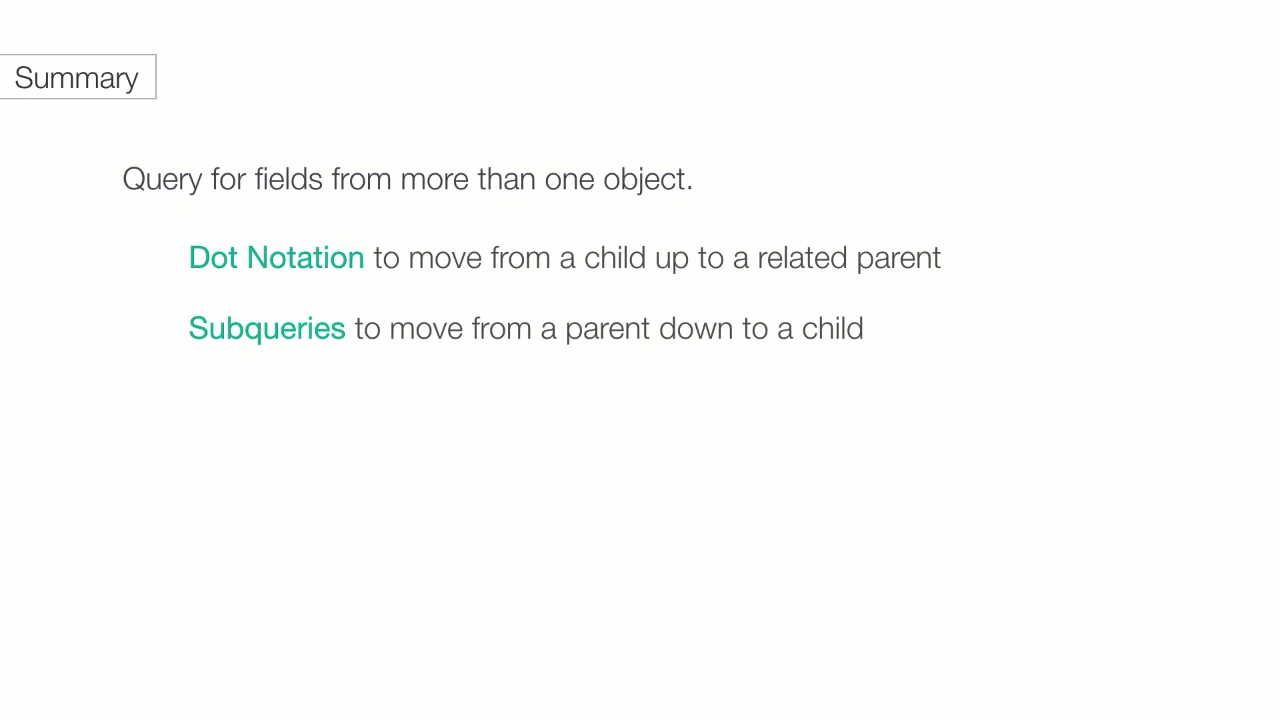 Summary
Query for fields from more than one object.
Dot Notation to move from a child up to a related parent
Subqueries to move from a parent down to a child